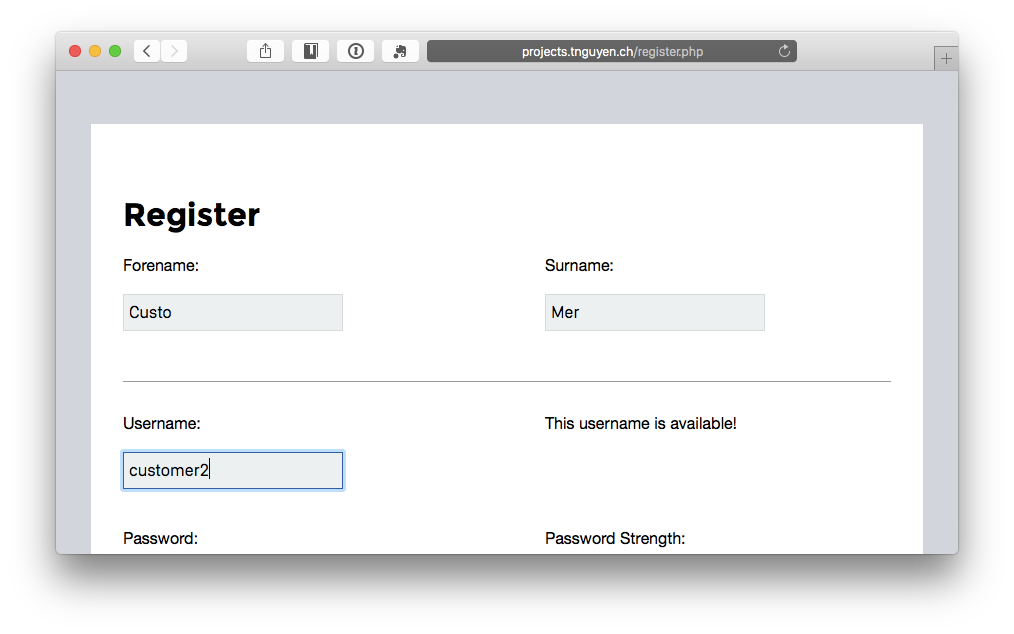 projects.tnguyen.ch/register.php
Register
Forename: Surname:
Custo Mer
Username: This username is available!
customer2
Password: Password Strength: